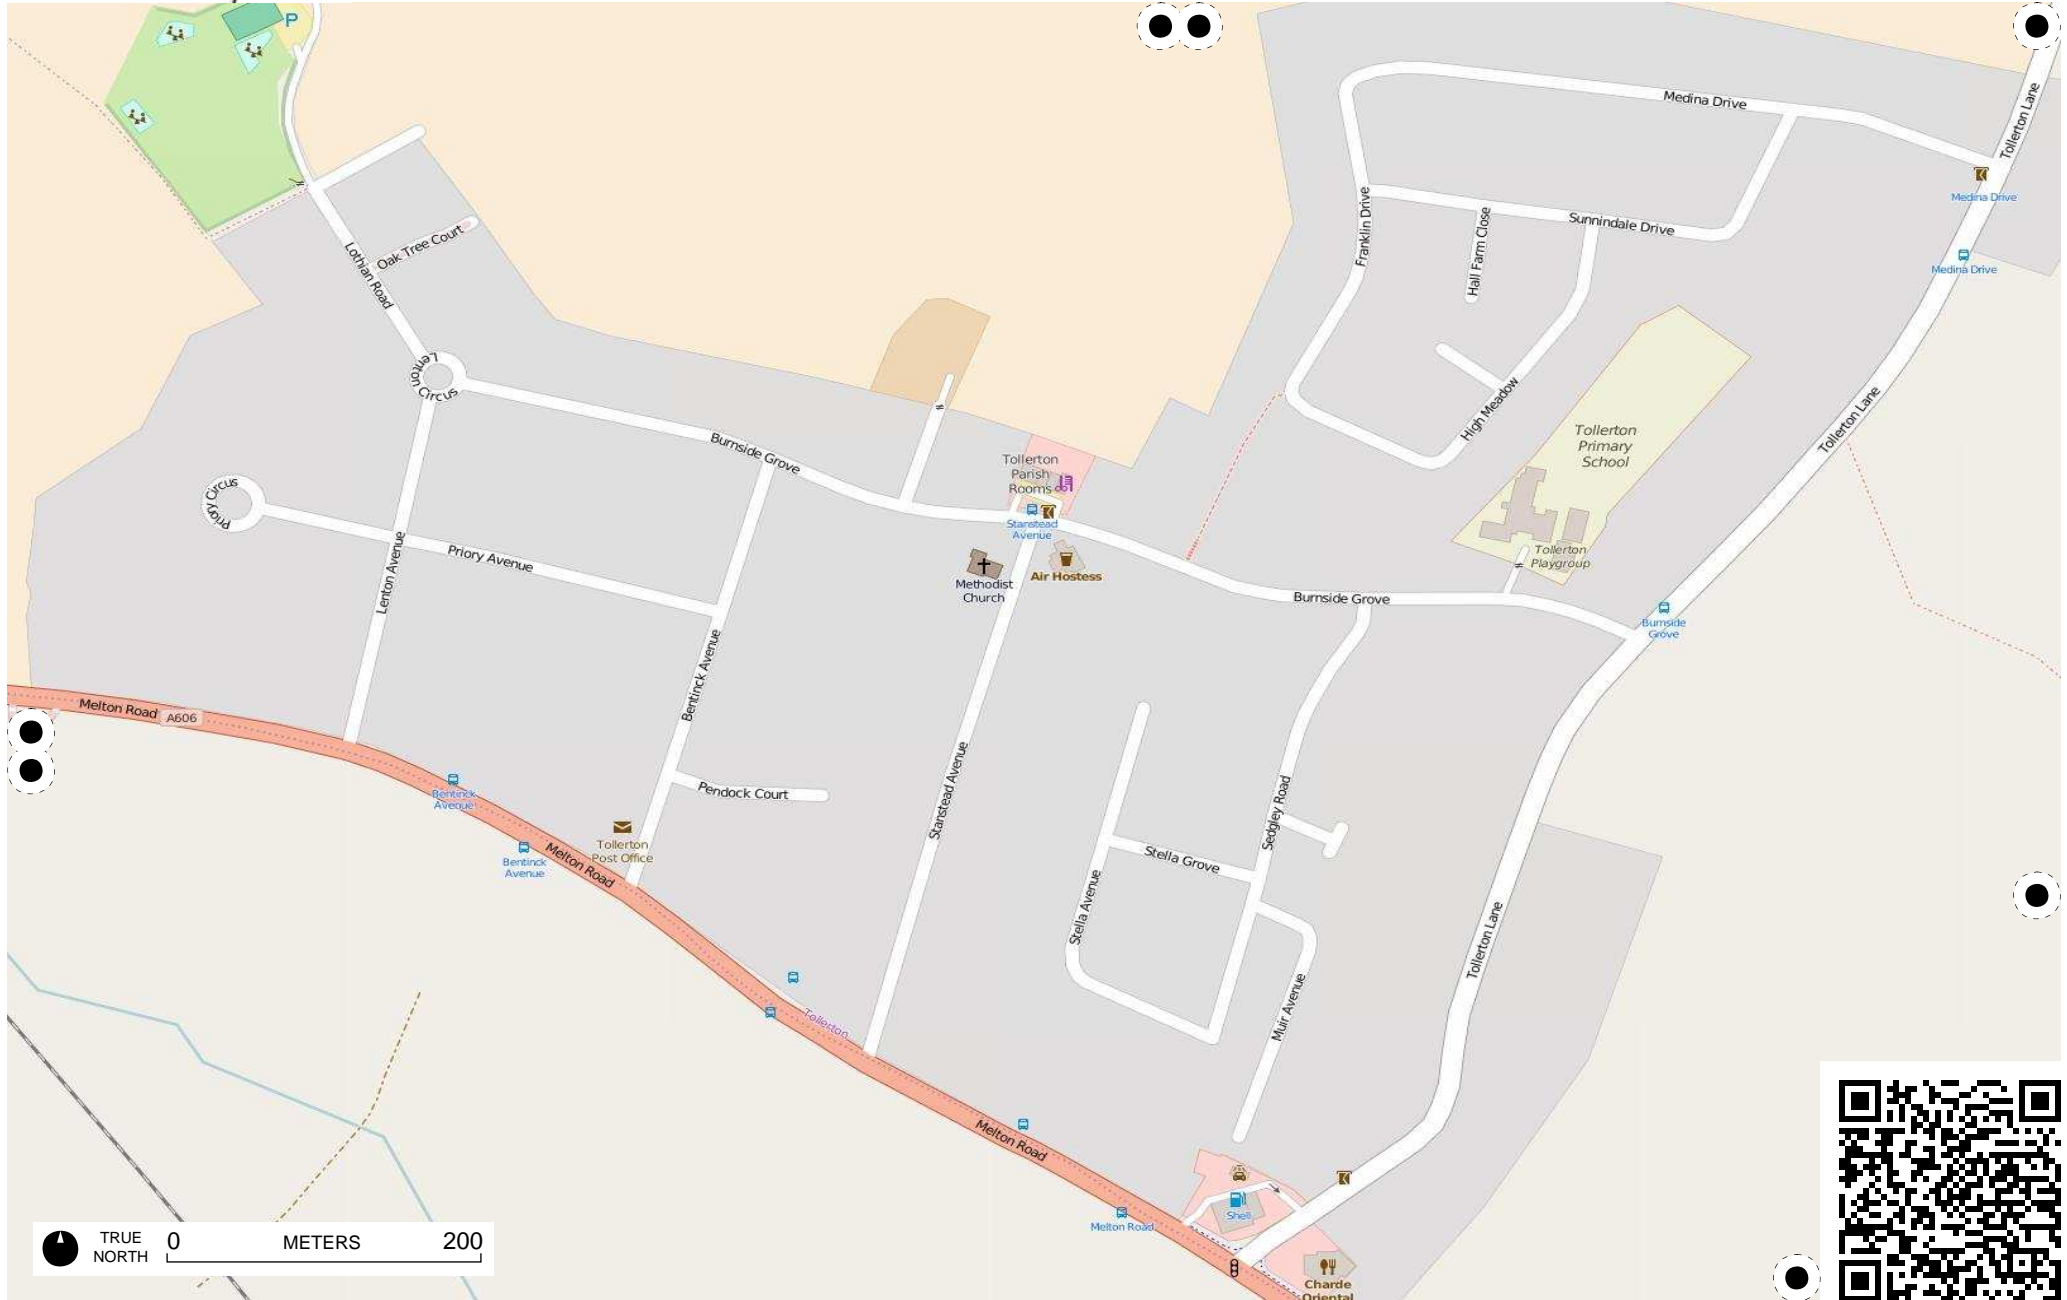 P
Medina Drive
Tollerton Lane
Medina Drive
Franklin Drive
Hall Farm Close
Sunnindale Drive
Medina Drive
Lothian Road
Oak Tree Court
Lenton Circus
Burnside Grove
High Meadow
Tollerton Lane
Tollerton
Primary
School
Tollerton
Parish
Rooms
Stanstead
Avenue
Priory Circus
Lenton Avenue
Priory Avenue
Methodist
Church
Air Hostess
Tollerton
Playgroup
Burnside Grove
Burnside
Grove
Bentinck Avenue
Melton Road
A606
Bentinck
Avenue
Pendock Court
Stanstead Avenue
Sedgley Road
Tollerton
Post Office
Melton Road
Bentinck
Avenue
Stella Grove
Stella Avenue
Tollerton Lane
Muir Avenue
Tollerton
Melton Road
Melton Road
Shell
TRUE
NORTH
0
METERS
200
Charde
Oriental